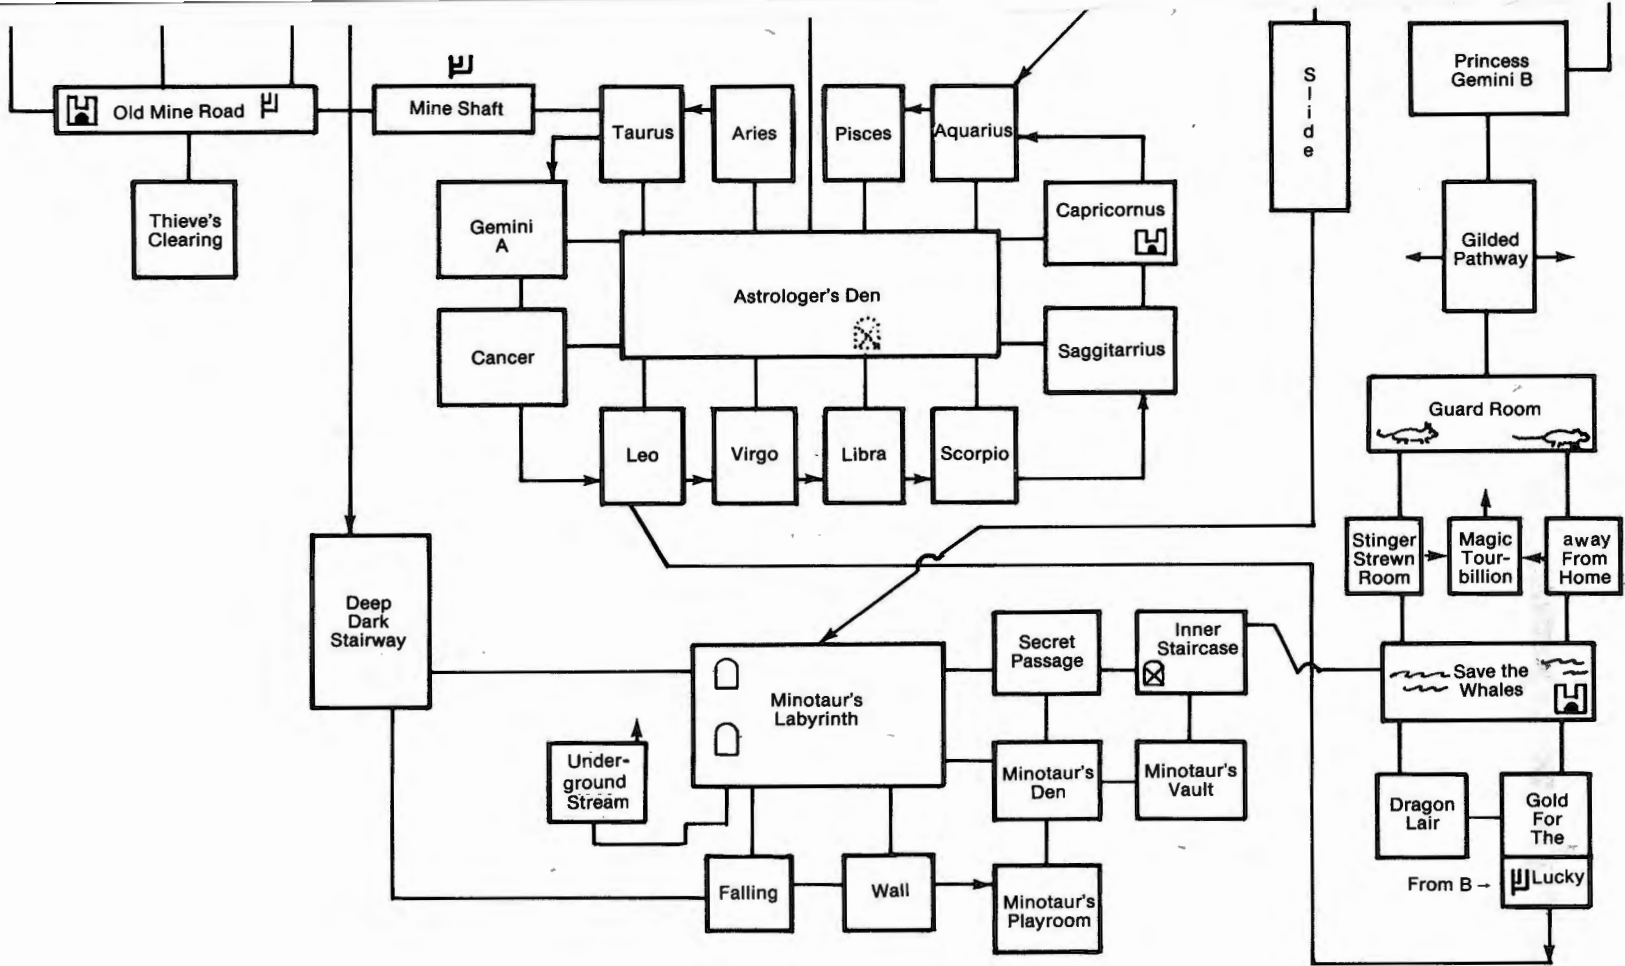 Old Mine Road
Mine Shaft
Taurus
Aries
Pisces
Aquarius
S
l
i
d
e
Princess
Gemini B
Thieve's
Clearing
Gemini
A
Capricornus
Gilded
Pathway
Astrologer's Den
Cancer
Saggitarrius
Guard Room
Leo
Virgo
Libra
Scorpio
Stinger
Strewn
Room
Magic
Tour-
billion
away
From
Home
Deep
Dark
Stairway
Minotaur's
Labyrinth
Secret
Passage
Inner
Staircase
Save the
Whales
Under-
ground
Stream
Minotaur's
Den
Minotaur's
Vault
Dragon
Lair
Gold
For
The
Falling
Wall
Minotaur's
Playroom
From B →
Lucky